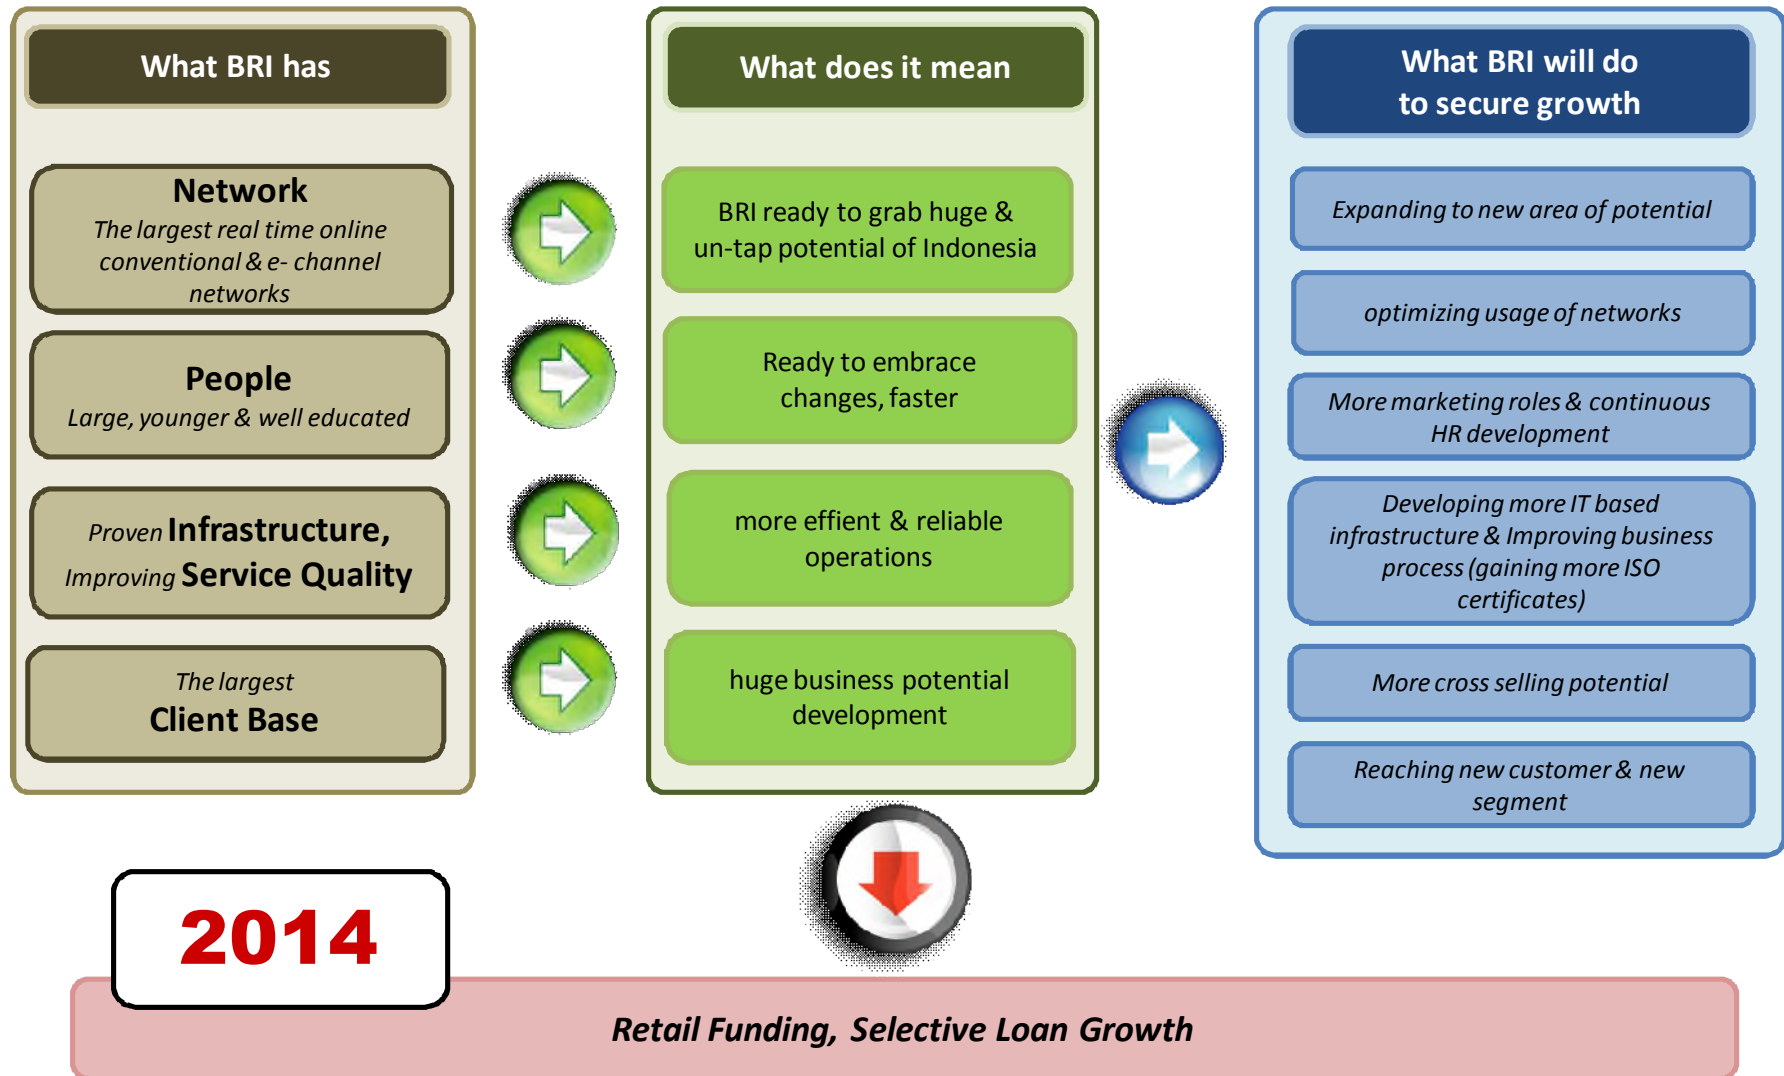 What BRI has
Network
The largest real time online
conventional & e- channel
networks
People
Large, younger & well educated
Proven Infrastructure,
Improving Service Quality
The largest
Client Base
What does it mean
BRI ready to grab huge &
un-tap potential of Indonesia
Ready to embrace
changes, faster
more effient & reliable
operations
huge business potential
development
What BRI will do
to secure growth
Expanding to new area of potential
optimizing usage of networks
More marketing roles & continuous
HR development
Developing more IT based
infrastructure & Improving business
process (gaining more ISO
certificates)
More cross selling potential
Reaching new customer & new
segment
2014
Retail Funding, Selective Loan Growth